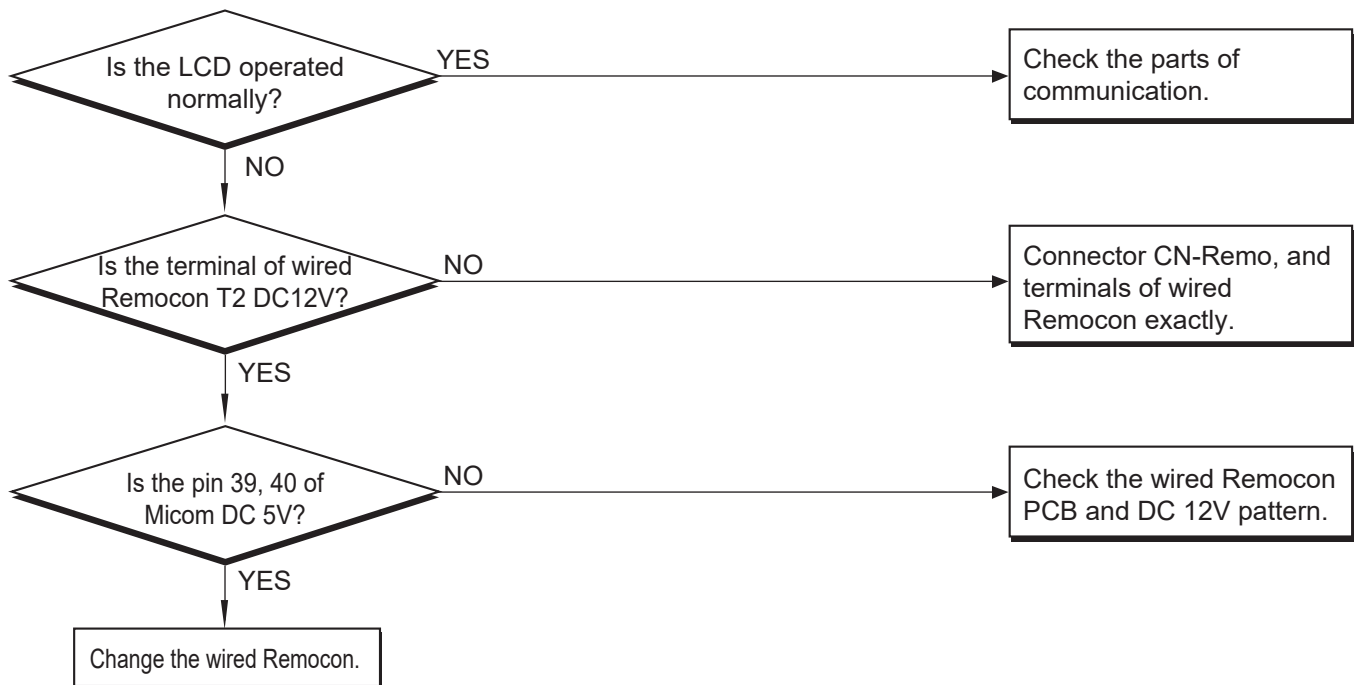 Is the LCD operated
normally?
YES
Check the parts of
communication.
NO
Is the terminal of wired
Remocon T2 DC12V?
NO
Connector CN-Remo, and
terminals of wired
Remocon exactly.
YES
Is the pin 39, 40 of
Micom DC 5V?
NO
Check the wired Remocon
PCB and DC 12V pattern.
YES
Change the wired Remocon.